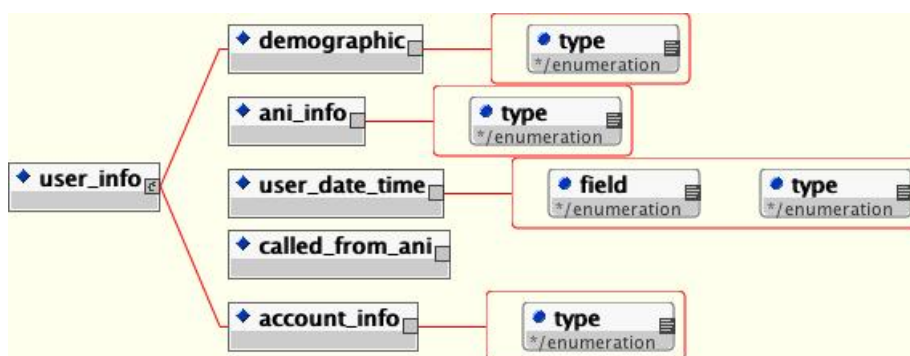 demographic
type
*/enumeration
ani_info
type
*/enumeration
user_info
user_date_time
field
type
*/enumeration
*/enumeration
called_from_ani
account_info
type
*/enumeration